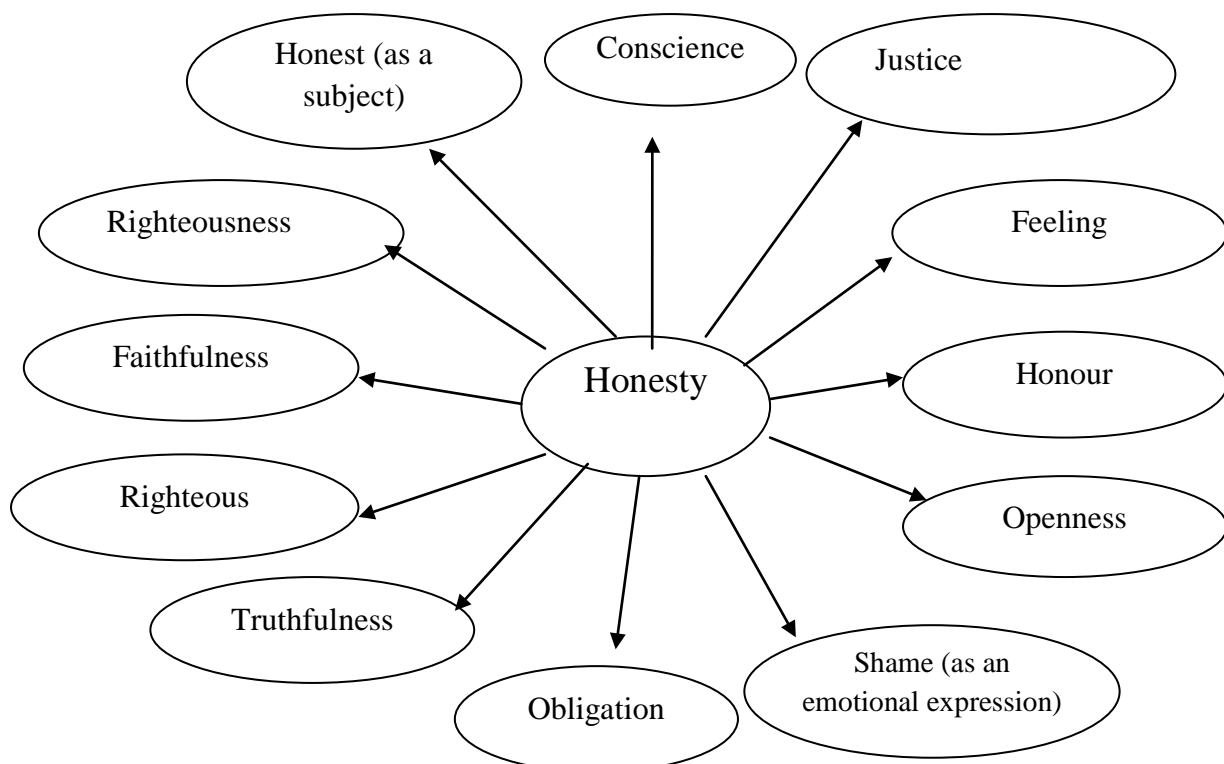 Honest (as a
subject)
Conscience
Justice
Righteousness
Feeling
Faithfulness
Honesty
Honour
Righteous
Openness
Truthfulness
Obligation
Shame (as an
emotional expression)